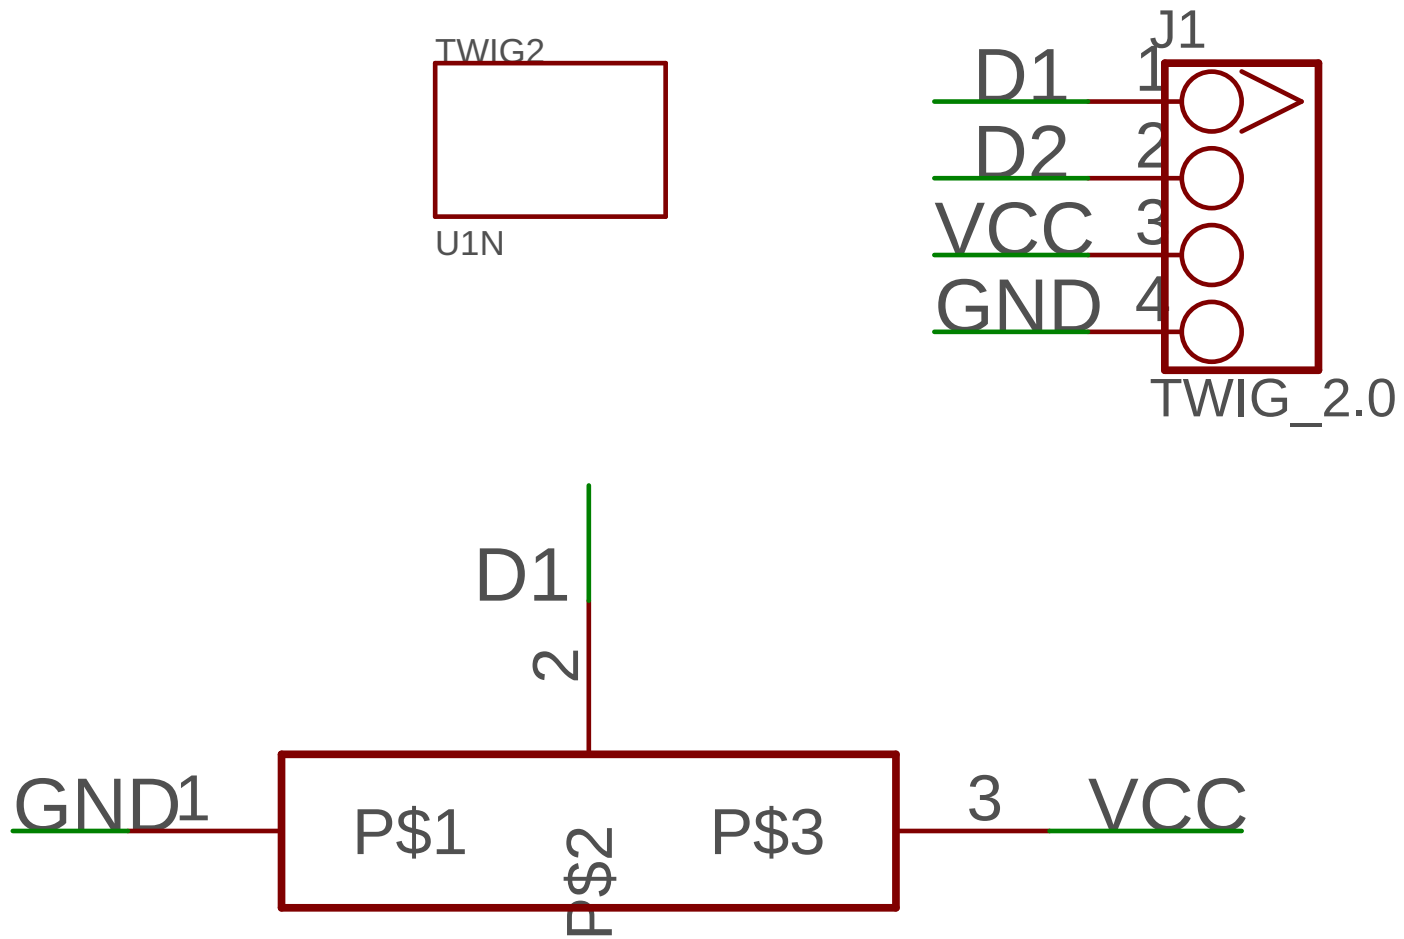 TWIG2
U1N
J1
D1 1
D2 2
VCC 3
GND 4
TWIG_2.0
D1
2
GND 1
P$1
P$2
P$3
3 VCC